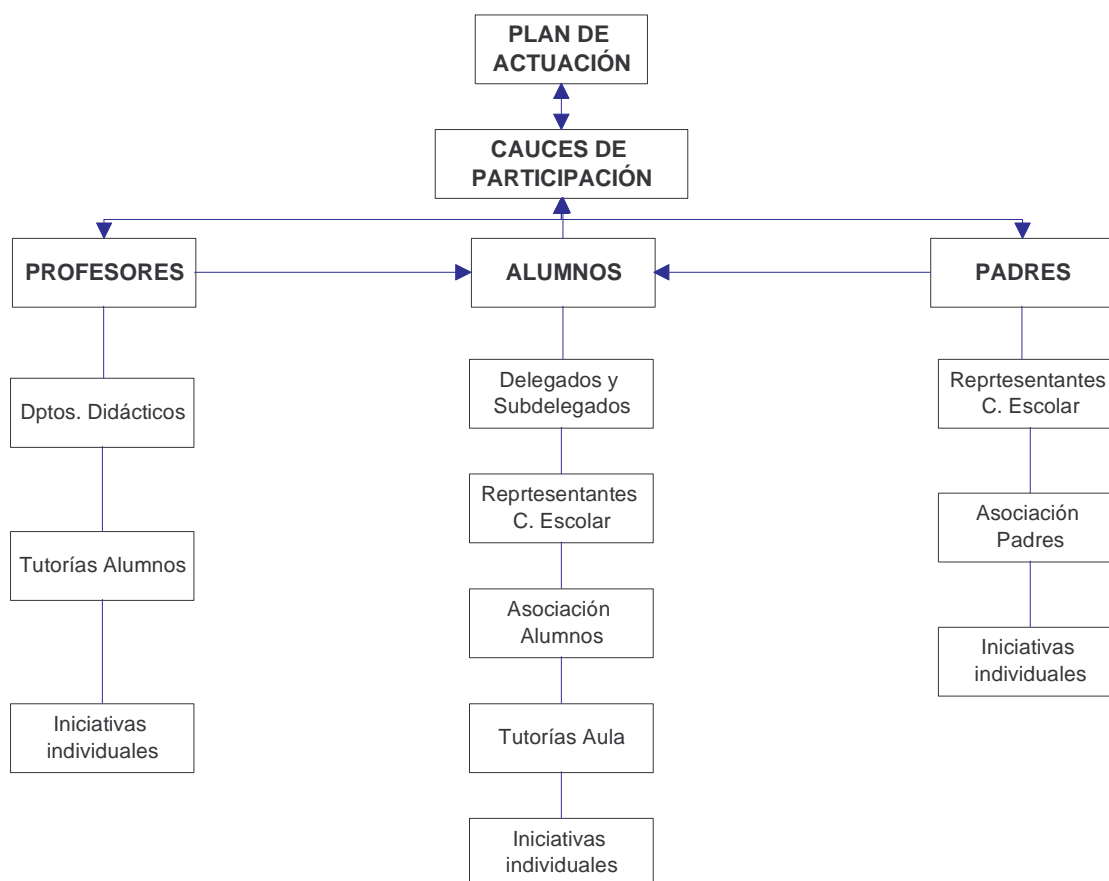 PLAN DE
ACTUACIÓN
CAUCES DE
PARTICIPACIÓN
PROFESORES
ALUMNOS
PADRES
Dptos. Didácticos
Tutorías Alumnos
Iniciativas
individuales
Delegados y
Subdelegados
Reprtesentantes
C. Escolar
Asociación
Alumnos
Tutorías Aula
Iniciativas
individuales
Reprtesentantes
C. Escolar
Asociación
Padres
Iniciativas
individuales